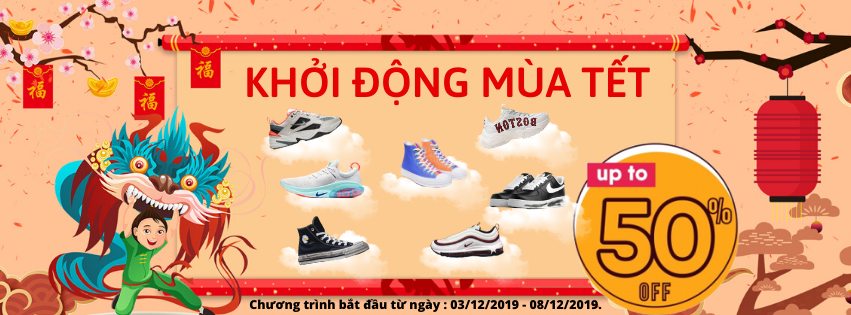 福
福
福
KHỞI ĐỘNG MÙA TẾT
BOSTON
up to
50%
OFF
Chương trình bắt đầu từ ngày : 03/12/2019 - 08/12/2019.